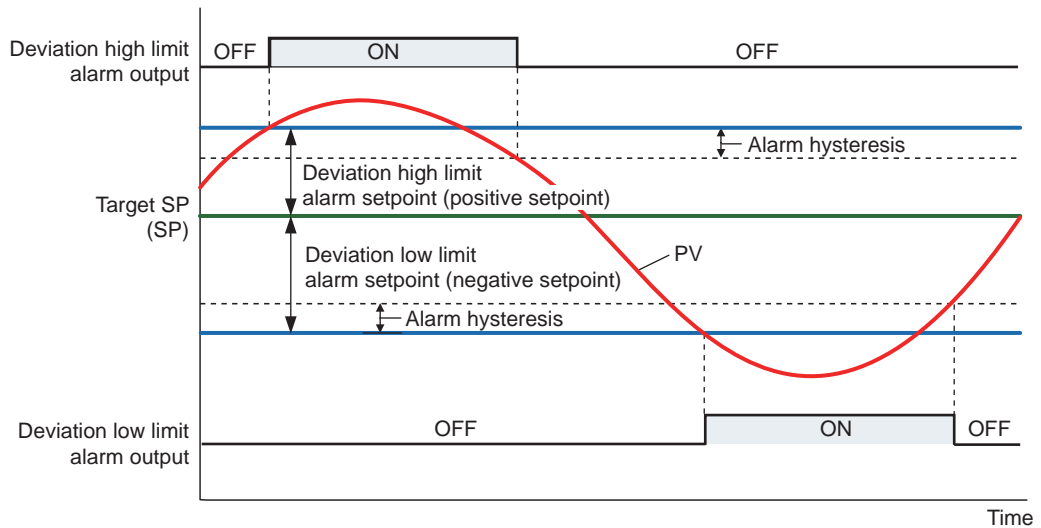 Deviation high limit
alarm output
OFF
ON
OFF
Alarm hysteresis
Deviation high limit
alarm setpoint (positive setpoint)
Target SP
(SP)
Deviation low limit
alarm setpoint (negative setpoint)
PV
Alarm hysteresis
Deviation low limit
alarm output
OFF
ON
OFF
Time